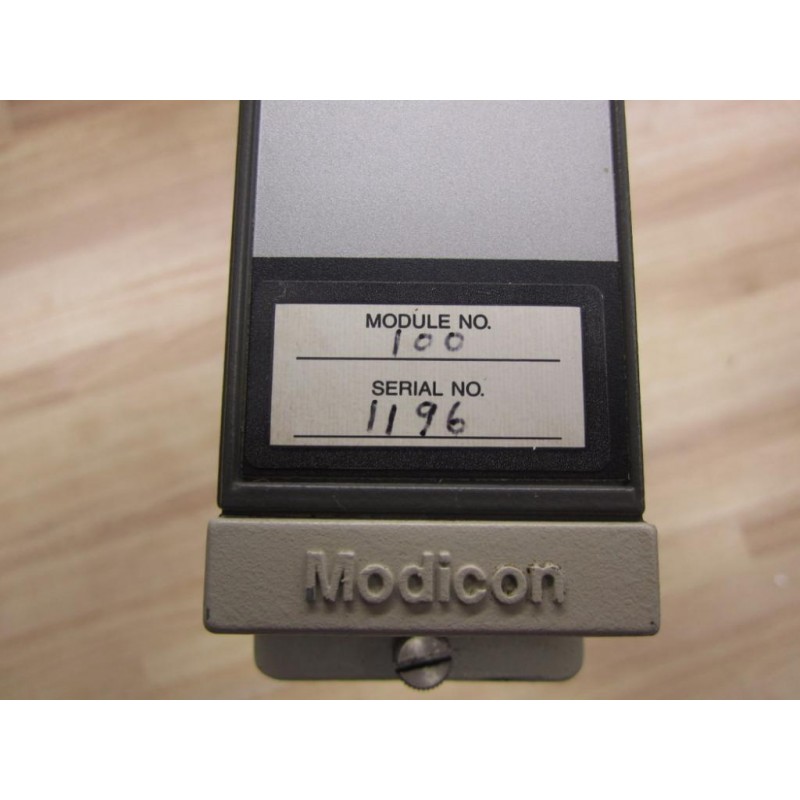 MODULE NO.
100
SERIAL NO.
1196
Modicon